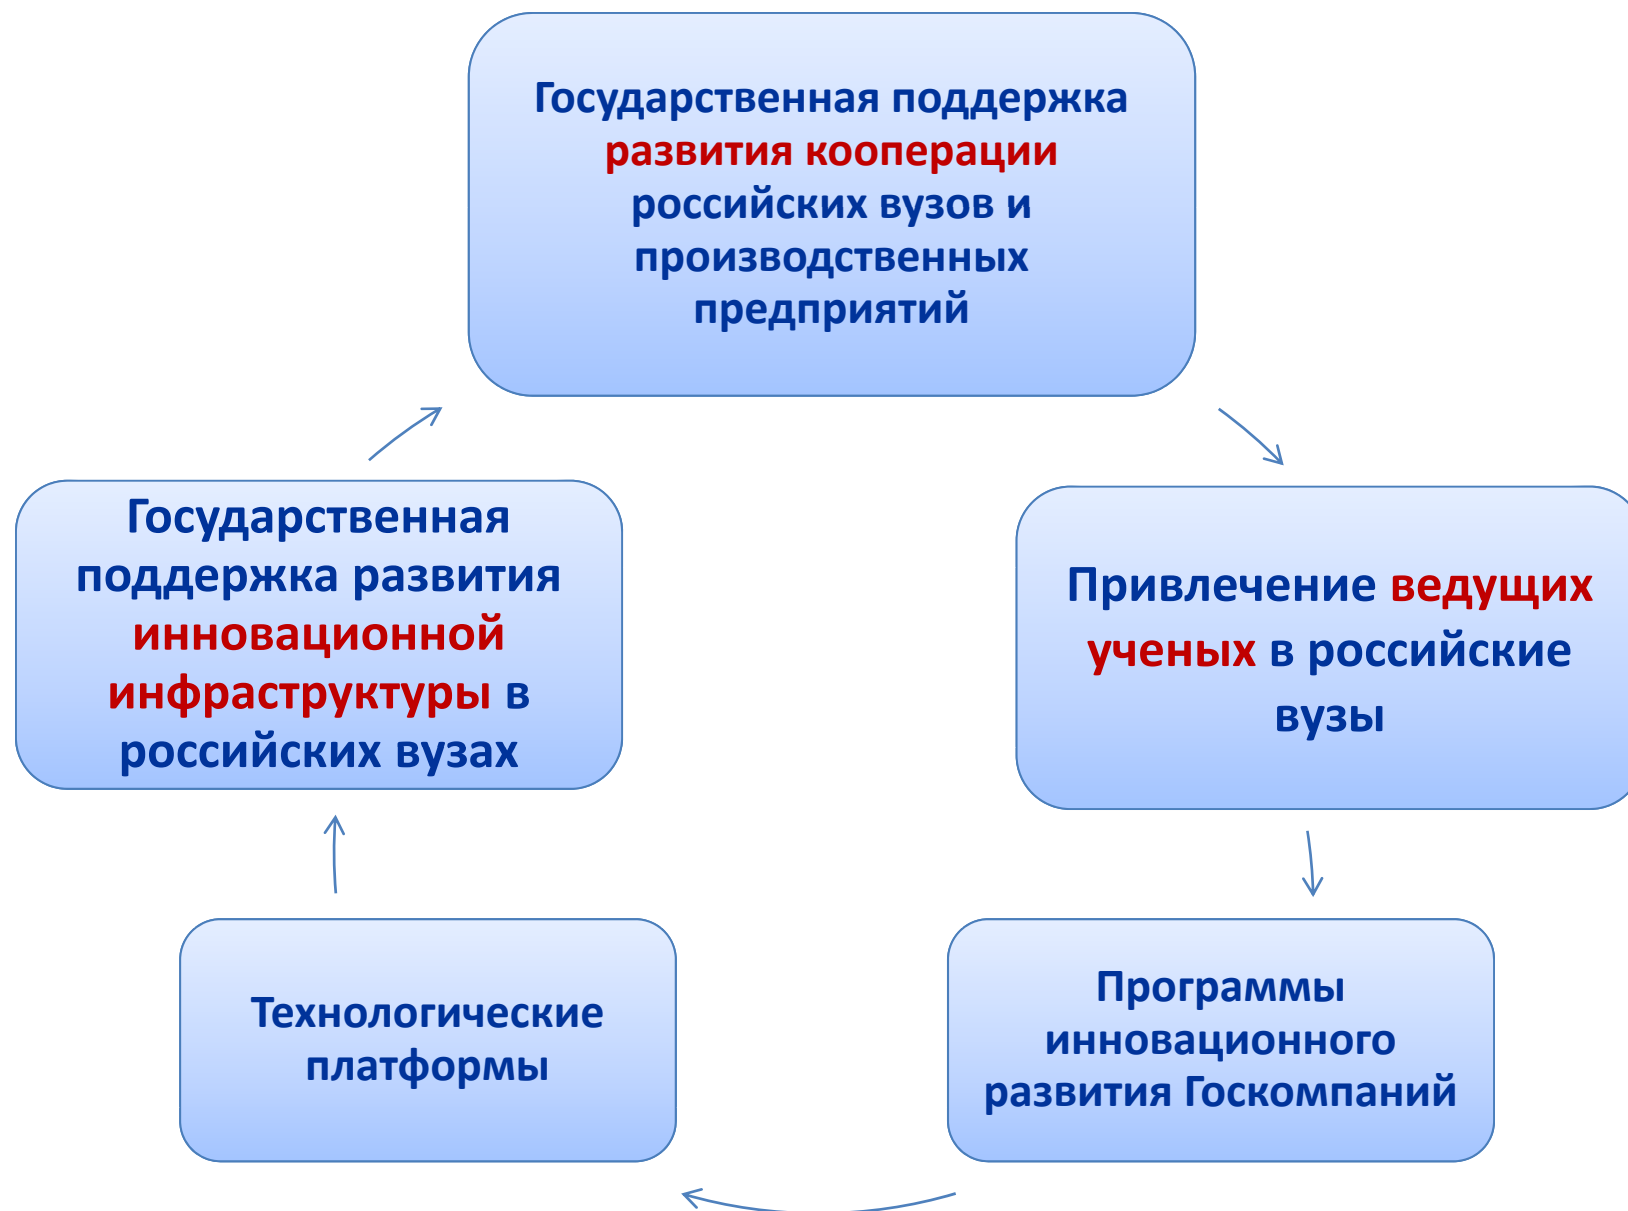 Государственная поддержка
развития кооперации
российских вузов и
производственных
предприятий
Государственная
поддержка развития
инновационной
инфраструктуры в
российских вузах
Привлечение ведущих
ученых в российские
вузы
Технологические
платформы
Программы
инновационного
развития Госкомпаний